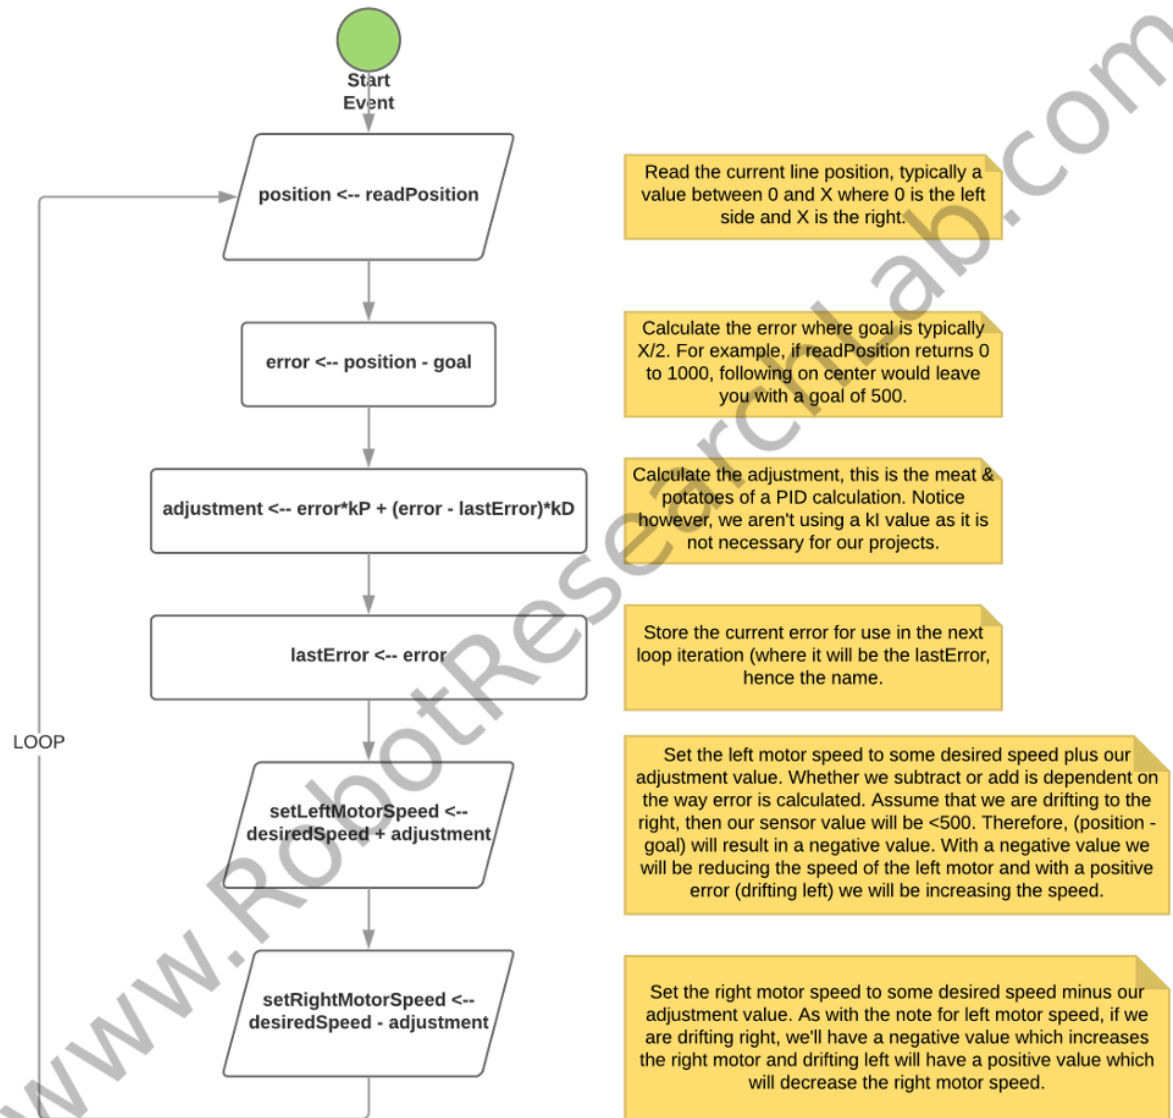 Start
Event
position <-- readPosition
Read the current line position, typically a
value between 0 and X where 0 is the left
side and X is the right.
error <-- position - goal
Calculate the error where goal is typically
X/2. For example, if readPosition returns 0
to 1000, following on center would leave
you with a goal of 500.
adjustment <-- error*kP + (error - lastError)*kD
Calculate the adjustment, this is the meat &
potatoes of a PID calculation. Notice
however, we aren't using a kI value as it is
not necessary for our projects.
lastError <-- error
Store the current error for use in the next
loop iteration (where it will be the lastError,
hence the name.
LOOP
setLeftMotorSpeed <--
desiredSpeed + adjustment
Set the left motor speed to some desired speed plus our
adjustment value. Whether we subtract or add is dependent on
the way error is calculated. Assume that we are drifting to the
right, then our sensor value will be <500. Therefore, (position -
goal) will result in a negative value. With a negative value we
will be reducing the speed of the left motor and with a positive
error (drifting left) we will be increasing the speed.
setRightMotorSpeed <--
desiredSpeed - adjustment
Set the right motor speed to some desired speed minus our
adjustment value. As with the note for left motor speed, if we
are drifting right, we'll have a negative value which increases
the right motor and drifting left will have a positive value which
will decrease the right motor speed.
www.RobotResearchLab.com